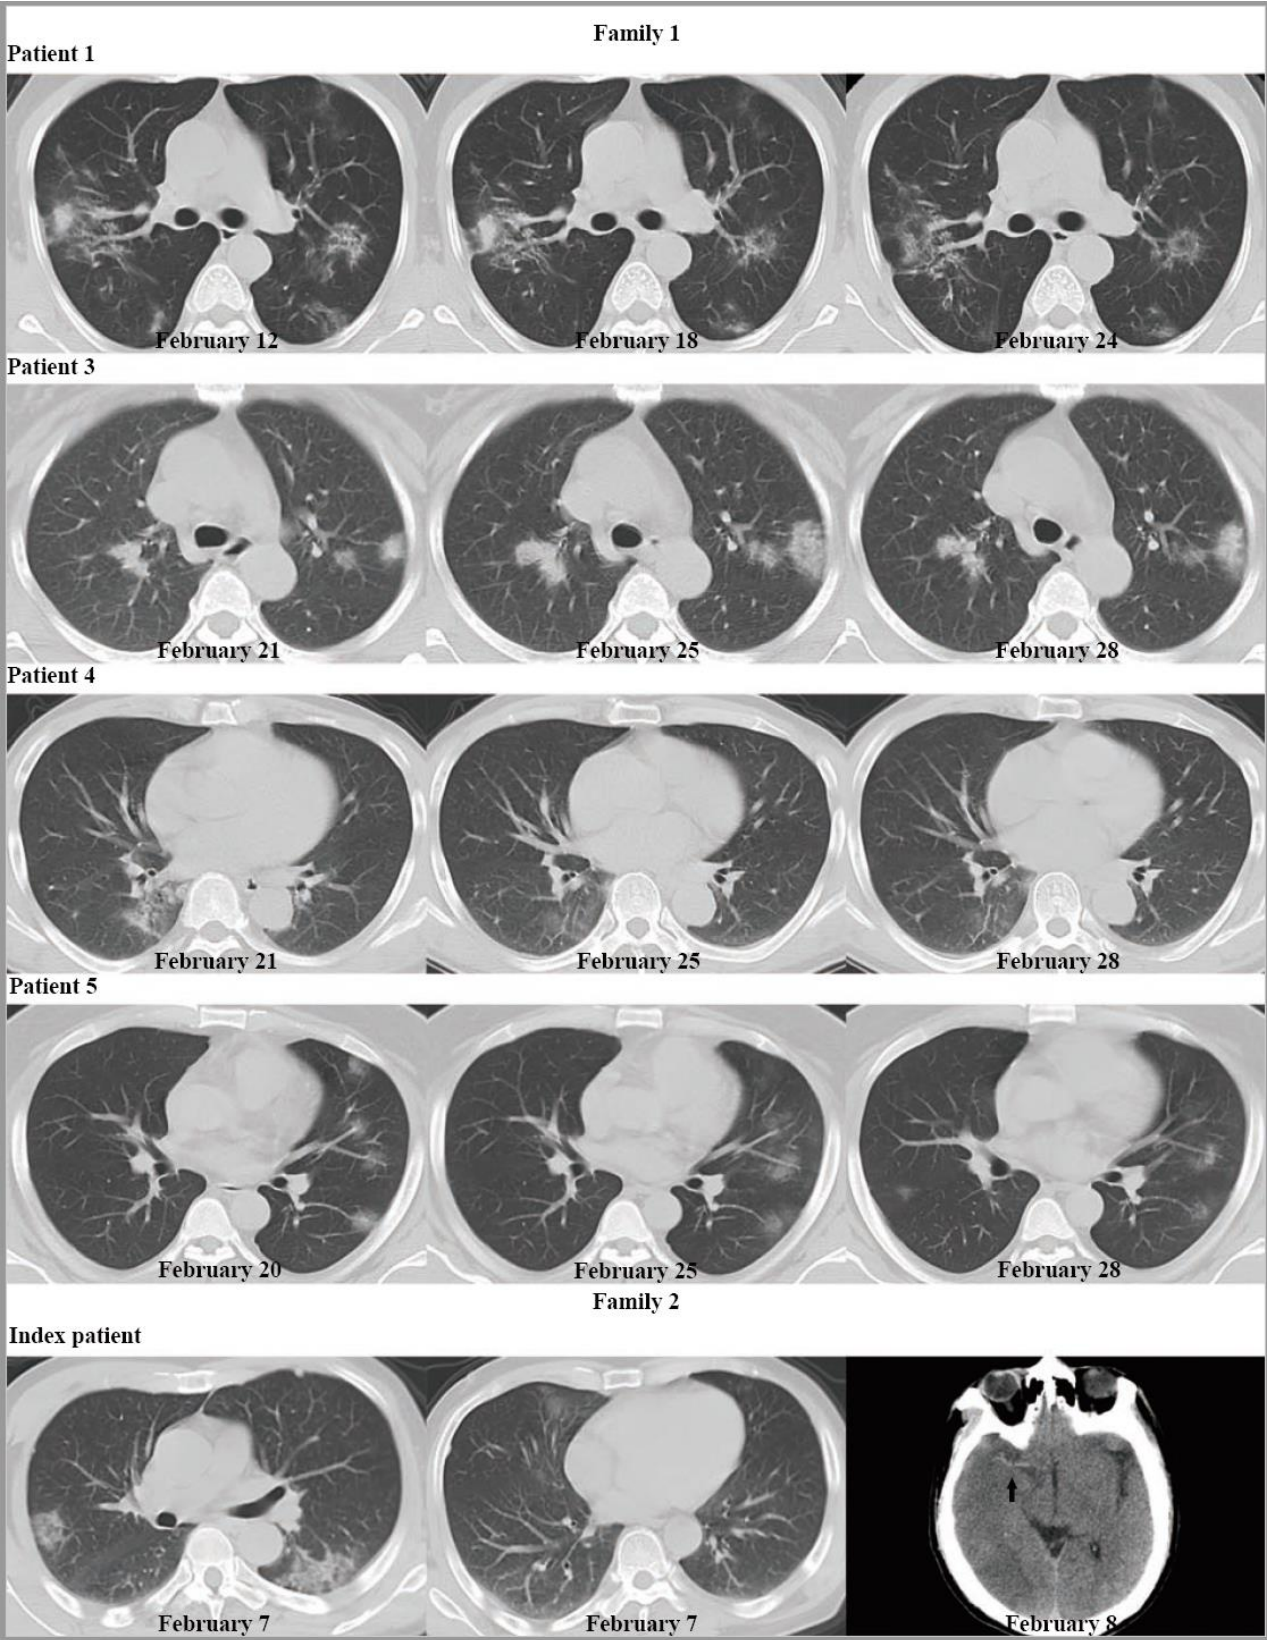 Family 1
Patient 1
February 12 February 18 February 24
Patient 3
February 21 February 25 February 28
Patient 4
February 21 February 25 February 28
Patient 5
February 20 February 25 February 28
Family 2
Index patient
February 7 February 7 February 8